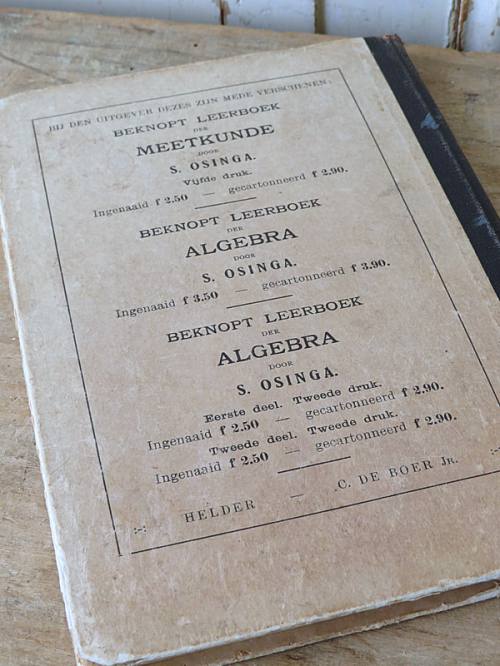 BIJ DEN UITGEVER DEZES ZIJN MEDE VERSCHENEN:
BEKNOPT LEERBOEK
DER
MEETKUNDE
DOOR
S. OSINGA.
Vijfde druk.
Ingenaaid f 2.50 — gecartonneerd f 2.90.
BEKNOPT LEERBOEK
DER
ALGEBRA
DOOR
S. OSINGA.
Ingenaaid f 3.50 — gecartonneerd f 3.90.
BEKNOPT LEERBOEK
DER
ALGEBRA
DOOR
S. OSINGA.
Eerste deel. Tweede druk.
Ingenaaid f 2.50 — gecartonneerd f 2.90.
Tweede deel. Tweede druk.
Ingenaaid f 2.50 — gecartonneerd f 2.90.
HELDER — C. DE BOER JR.